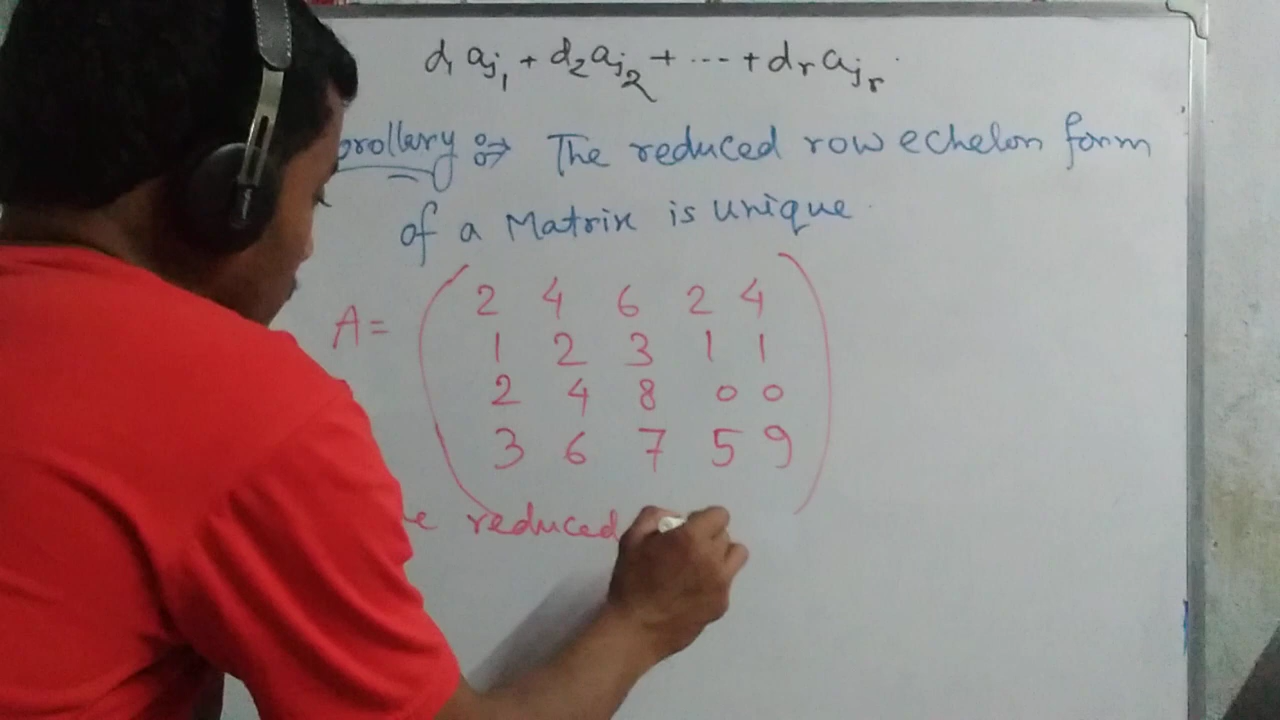 d₁ aj₁ + d₂ aj₂ + --- + dᵣ ajᵣ.
orollary :⇒ The reduced row echelon form
of a Matrix is unique.
A= ( 2 4 6 2 4
1 2 3 1 1
2 4 8 0 0
3 6 7 5 9 )
e reduced